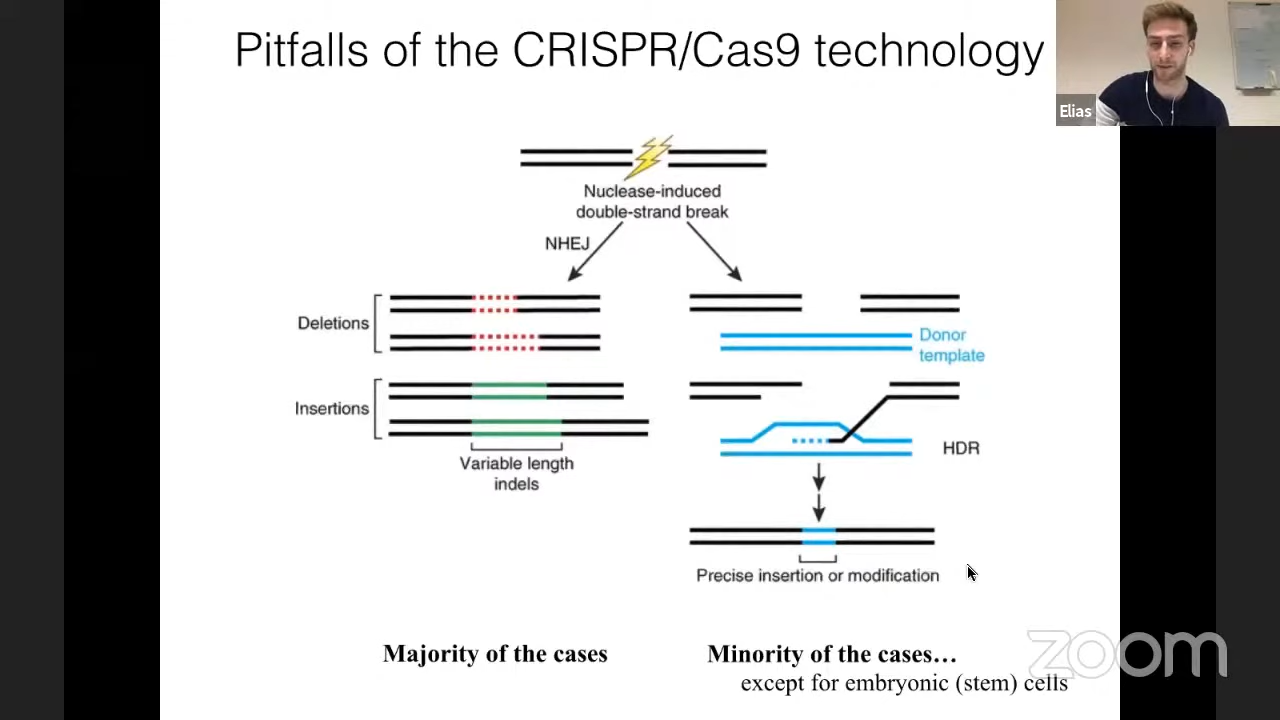 Pitfalls of the CRISPR/Cas9 technology
Elias
Nuclease-induced
double-strand break
NHEJ
Deletions
Donor
template
Insertions
HDR
Variable length
indels
Precise insertion or modification
Majority of the cases
Minority of the cases…
except for embryonic (stem) cells
zoom